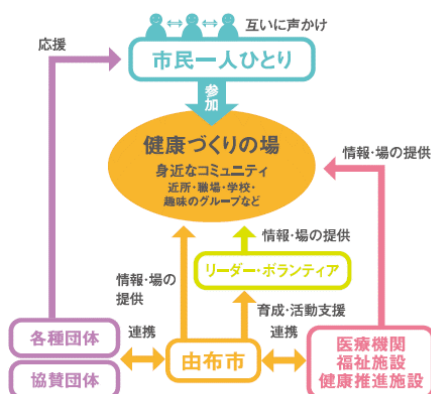 応援
互いに声かけ
市民一人ひとり
参加
健康づくりの場
身近なコミュニティ
近所・職場・学校・
趣味のグループなど
情報・場の提供
情報・場の提供
リーダー・ボランティア
情報・場の
提供
育成・活動支援
各種団体
協賛団体
連携
由布市
連携
医療機関
福祉施設
健康推進施設